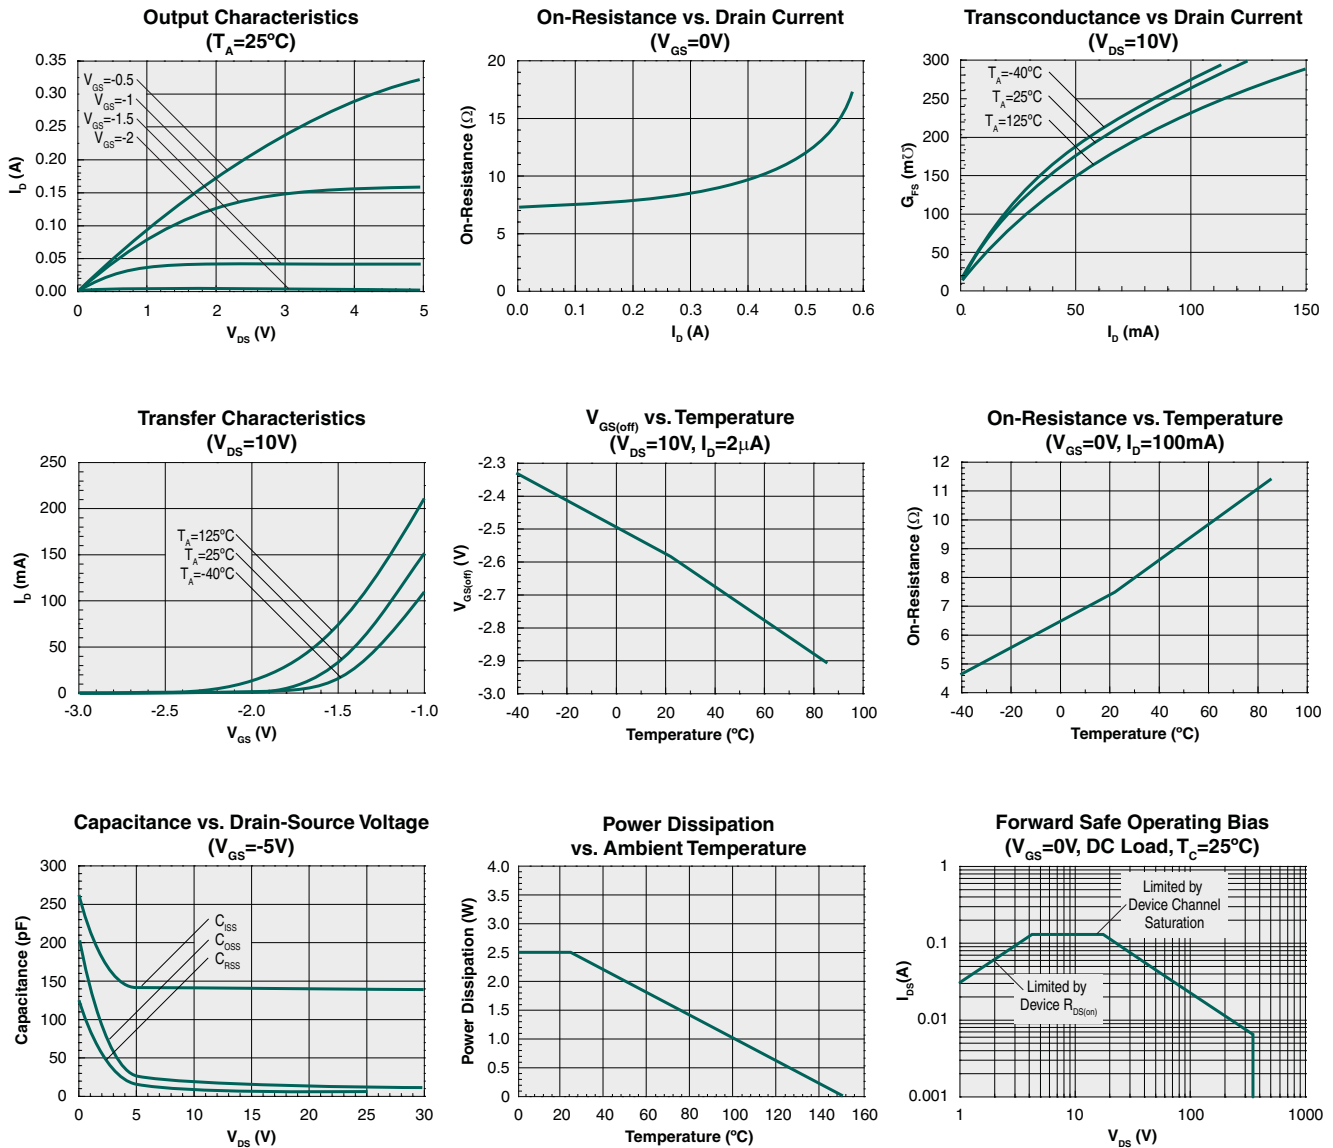 Output Characteristics
(TA=25ºC)
0.35
0.30
0.25
0.20
0.15
0.10
0.05
0.00
ID (A)
VGS=-0.5
VGS=-1
VGS=-1.5
VGS=-2
0 1 2 3 4 5
VDS (V)
On-Resistance vs. Drain Current
(VGS=0V)
20
15
10
5
0
On-Resistance (Ω)
0.0 0.1 0.2 0.3 0.4 0.5 0.6
ID (A)
Transconductance vs Drain Current
(VDS=10V)
300
250
200
150
100
50
0
GFS (m℧)
TA=-40ºC
TA=25ºC
TA=125ºC
0 50 100 150
ID (mA)
Transfer Characteristics
(VDS=10V)
250
200
150
100
50
0
ID (mA)
TA=125ºC
TA=25ºC
TA=-40ºC
-3.0 -2.5 -2.0 -1.5 -1.0
VGS (V)
VGS(off) vs. Temperature
(VDS=10V, ID=2μA)
-2.3
-2.4
-2.5
-2.6
-2.7
-2.8
-2.9
-3.0
VGS(off) (V)
-40 -20 0 20 40 60 80 100
Temperature (ºC)
On-Resistance vs. Temperature
(VGS=0V, ID=100mA)
12
11
10
9
8
7
6
5
4
On-Resistance (Ω)
-40 -20 0 20 40 60 80 100
Temperature (ºC)
Capacitance vs. Drain-Source Voltage
(VGS=-5V)
300
250
200
150
100
50
0
Capacitance (pF)
CISS
COSS
CRSS
0 5 10 15 20 25 30
VDS (V)
Power Dissipation
vs. Ambient Temperature
4.0
3.5
3.0
2.5
2.0
1.5
1.0
0.5
0
Power Dissipation (W)
0 20 40 60 80 100 120 140 160
Temperature (ºC)
Forward Safe Operating Bias
(VGS=0V, DC Load, TC=25ºC)
1
0.1
0.01
0.001
IDS(A)
Limited by
Device Channel
Saturation
Limited by
Device RDS(on)
1 10 100 1000
VDS (V)